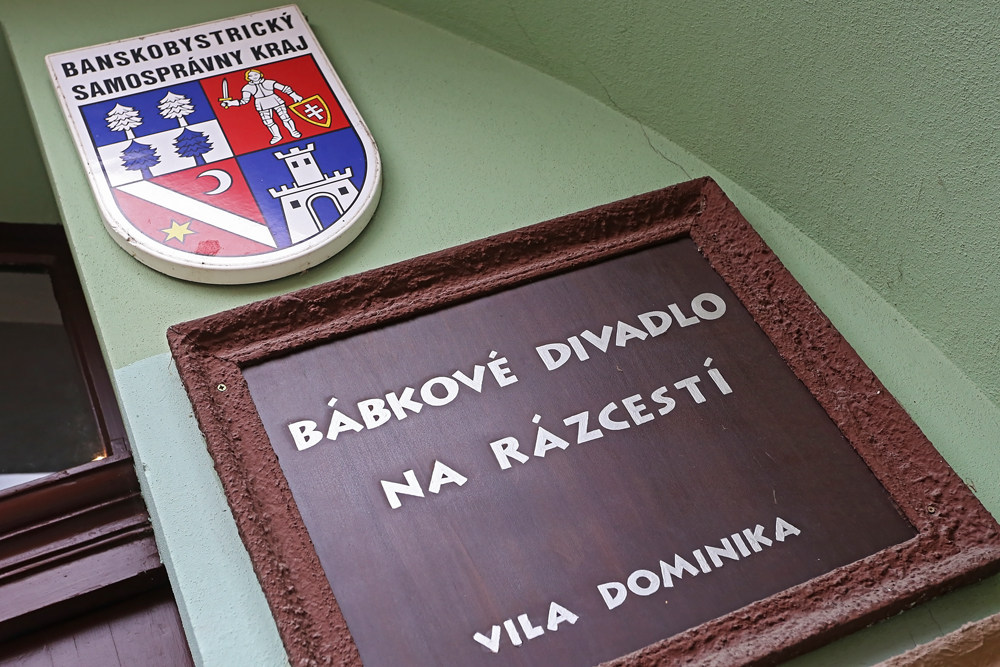 BANSKOBYSTRICKÝ
SAMOSPRÁVNY KRAJ
BÁBKOVÉ DIVADLO
NA RÁZCESTÍ
VILA DOMINIKA